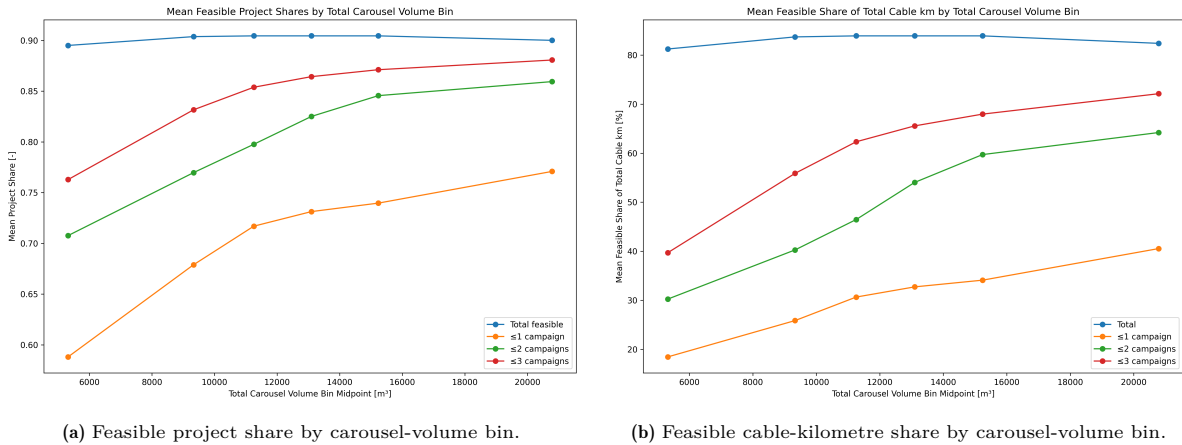 Mean Feasible Project Shares by Total Carousel Volume Bin
Mean Project Share [-]
0.90
0.85
0.80
0.75
0.70
0.65
0.60
6000 8000 10000 12000 14000 16000 18000 20000
Total Carousel Volume Bin Midpoint [m³]
Total feasible
≤1 campaign
≤2 campaigns
≤3 campaigns
(a) Feasible project share by carousel-volume bin.
Mean Feasible Share of Total Cable km by Total Carousel Volume Bin
Mean Feasible Share of Total Cable km [%]
80
70
60
50
40
30
20
6000 8000 10000 12000 14000 16000 18000 20000
Total Carousel Volume Bin Midpoint [m³]
Total
≤1 campaign
≤2 campaigns
≤3 campaigns
(b) Feasible cable-kilometre share by carousel-volume bin.